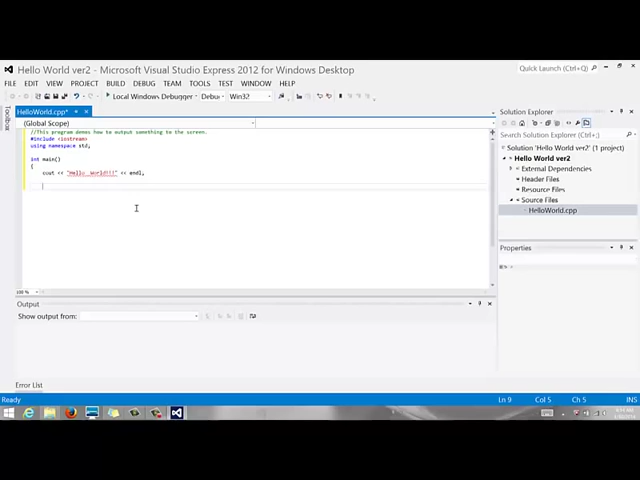 Hello World ver2 - Microsoft Visual Studio Express 2012 for Windows Desktop
Quick Launch (Ctrl+Q)
FILE EDIT VIEW PROJECT BUILD DEBUG TEAM TOOLS TEST WINDOW HELP
Local Windows Debugger Debu Win32
Toolbox
HelloWorld.cpp*
(Global Scope)
//This program demos how to output something to the screen.
#include <iostream>
using namespace std;
int main()
{
cout << "Hello World!!!" << endl;
100 %
Solution Explorer
Search Solution Explorer (Ctrl+;)
Solution 'Hello World ver2' (1 project)
Hello World ver2
External Dependencies
Header Files
Resource Files
Source Files
HelloWorld.cpp
Properties
Output
Show output from:
Error List
Ready
Ln 9 Col 5 Ch 5 INS